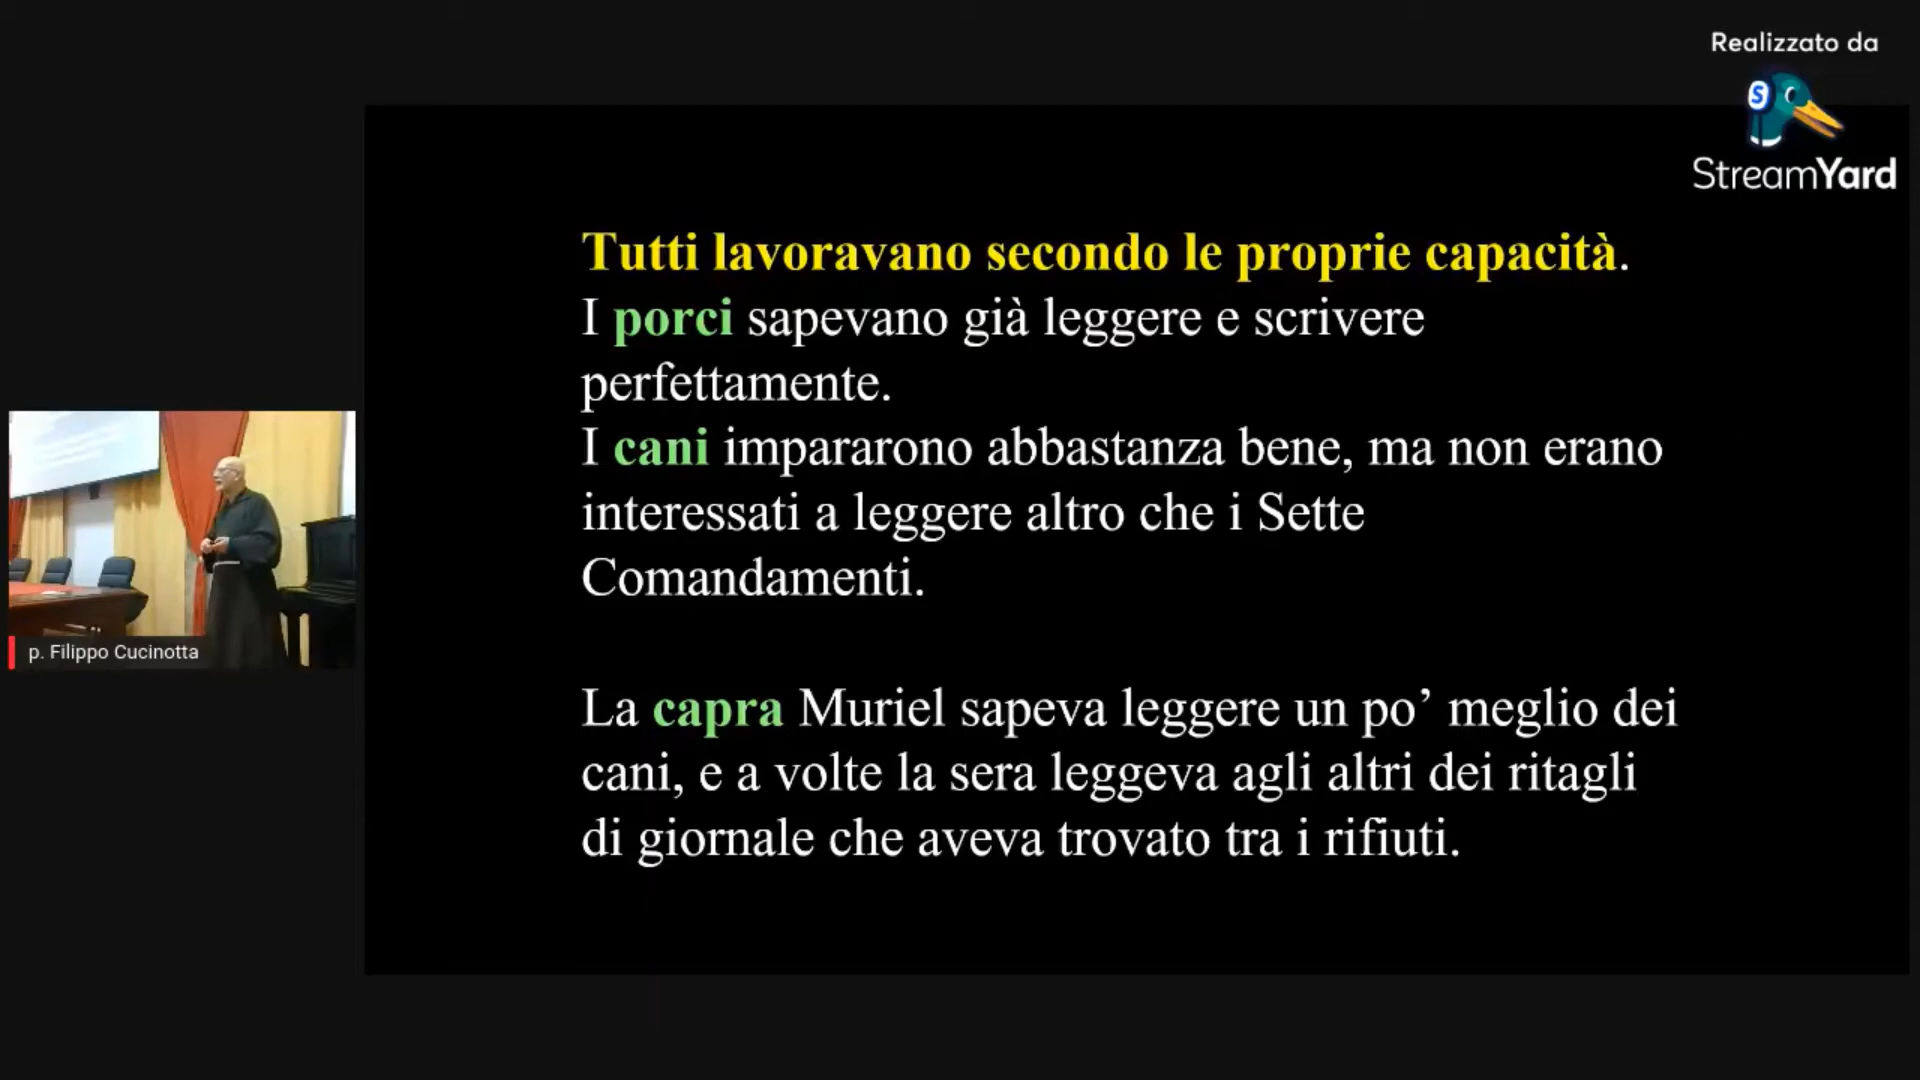 Realizzato da
StreamYard
Tutti lavoravano secondo le proprie capacità.
I porci sapevano già leggere e scrivere
perfettamente.
I cani impararono abbastanza bene, ma non erano
interessati a leggere altro che i Sette
Comandamenti.
La capra Muriel sapeva leggere un po’ meglio dei
cani, e a volte la sera leggeva agli altri dei ritagli
di giornale che aveva trovato tra i rifiuti.
p. Filippo Cucinotta